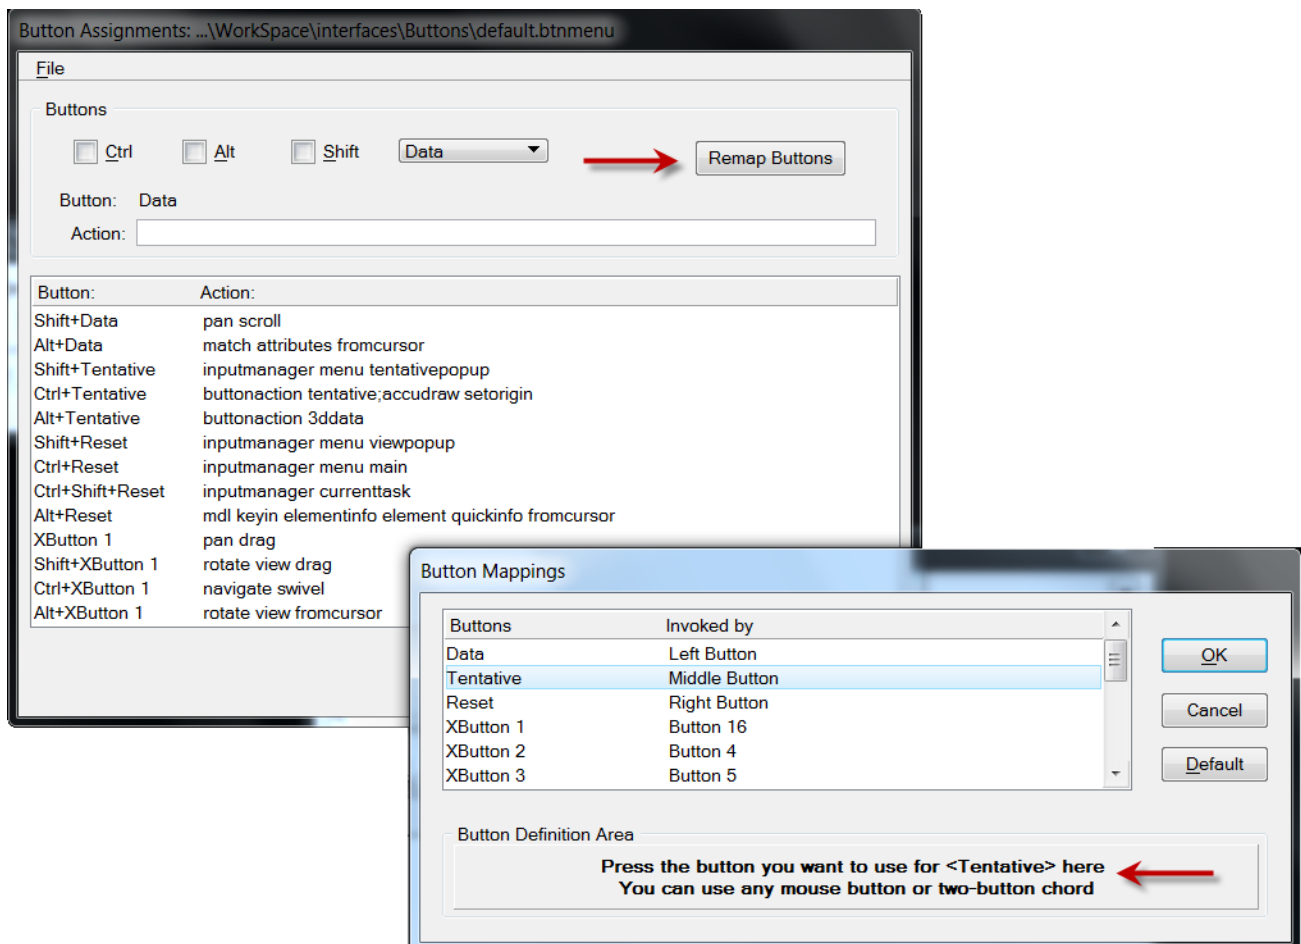 Button Assignments: ...\WorkSpace\interfaces\Buttons\default.btnmenu
File
Buttons
Ctrl Alt Shift Data Remap Buttons
Button: Data
Action:
Button: Action:
Shift+Data pan scroll
Alt+Data match attributes fromcursor
Shift+Tentative inputmanager menu tentativepopup
Ctrl+Tentative buttonaction tentative;accudraw setorigin
Alt+Tentative buttonaction 3ddata
Shift+Reset inputmanager menu viewpopup
Ctrl+Reset inputmanager menu main
Ctrl+Shift+Reset inputmanager currenttask
Alt+Reset mdl keyin elementinfo element quickinfo fromcursor
XButton 1 pan drag
Shift+XButton 1 rotate view drag
Ctrl+XButton 1 navigate swivel
Alt+XButton 1 rotate view fromcursor
Button Mappings
Buttons Invoked by
Data Left Button
Tentative Middle Button
Reset Right Button
XButton 1 Button 16
XButton 2 Button 4
XButton 3 Button 5
OK
Cancel
Default
Button Definition Area
Press the button you want to use for <Tentative> here
You can use any mouse button or two-button chord